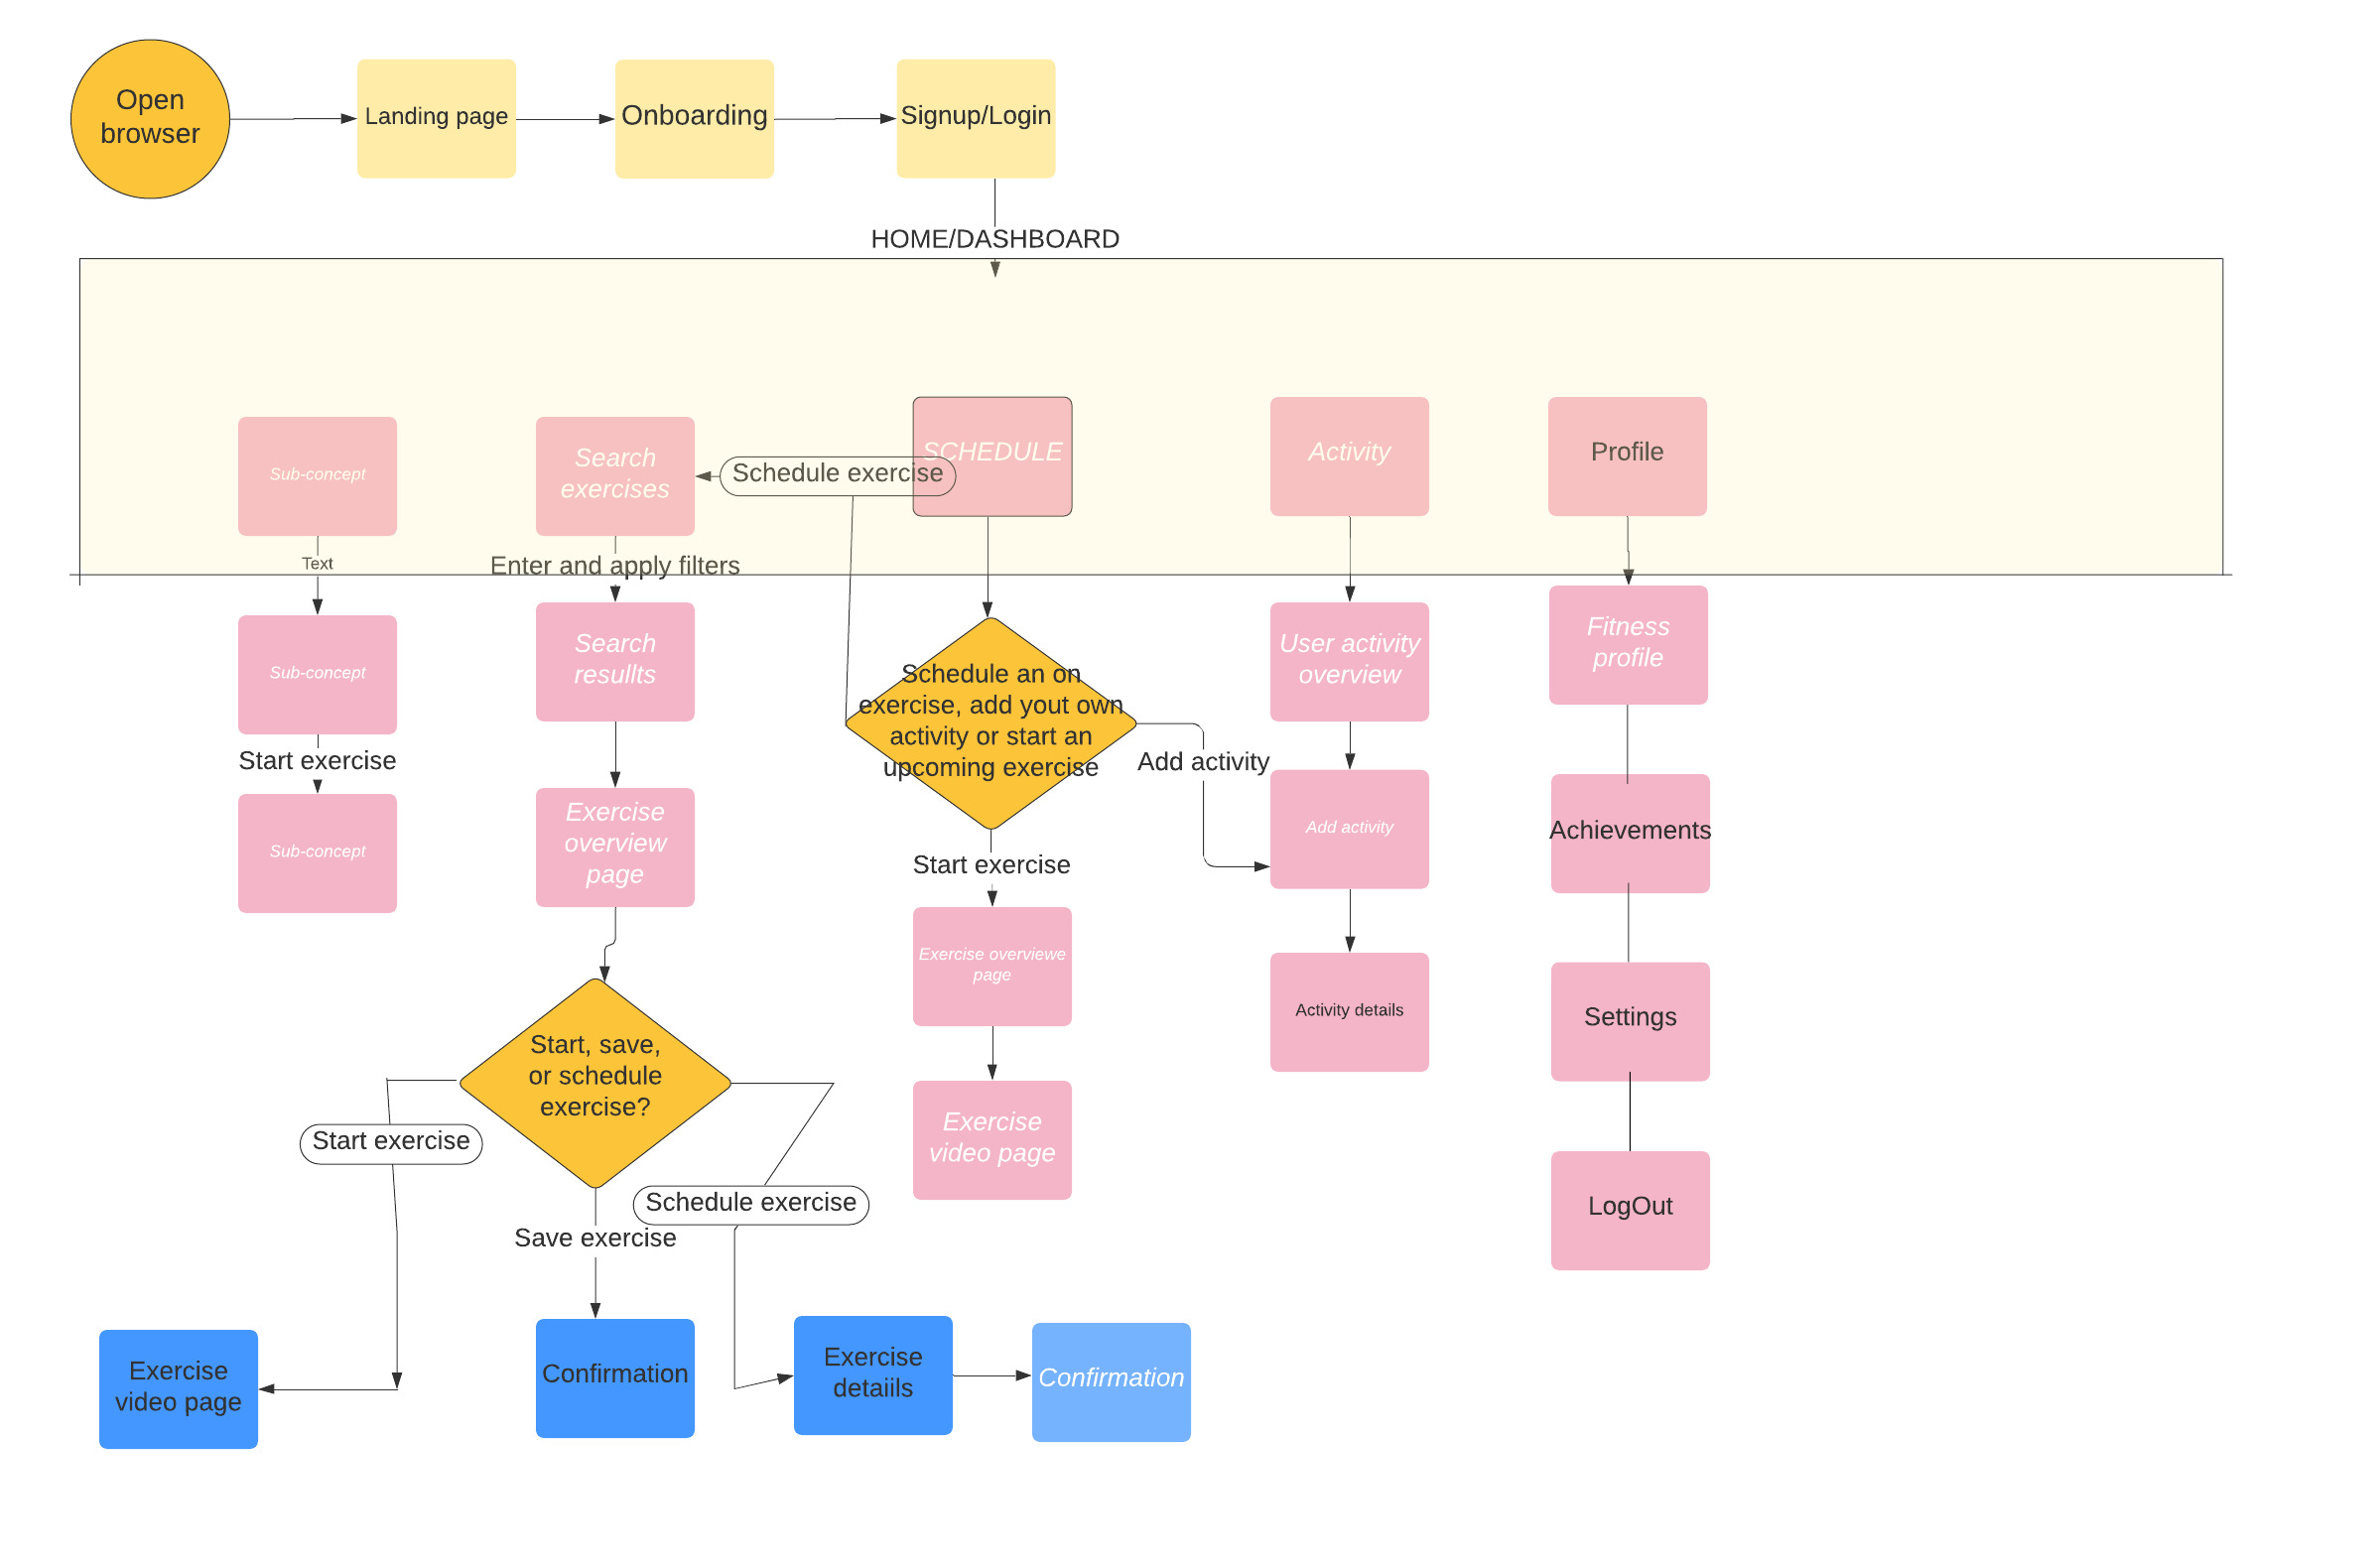 Open
browser
Landing page
Onboarding
Signup/Login
HOME/DASHBOARD
Sub-concept
Search
exercises
Schedule exercise
SCHEDULE
Activity
Profile
Text
Enter and apply filters
Sub-concept
Search
resullts
Schedule an on
exercise, add yout own
activity or start an
upcoming exercise
User activity
overview
Fitness
profile
Start exercise
Add activity
Sub-concept
Exercise
overview
page
Start exercise
Add activity
Achievements
Exercise overviewe
page
Activity details
Settings
Start, save,
or schedule
exercise?
Exercise
video page
Start exercise
Schedule exercise
Save exercise
LogOut
Exercise
video page
Confirmation
Exercise
detaiils
Confirmation